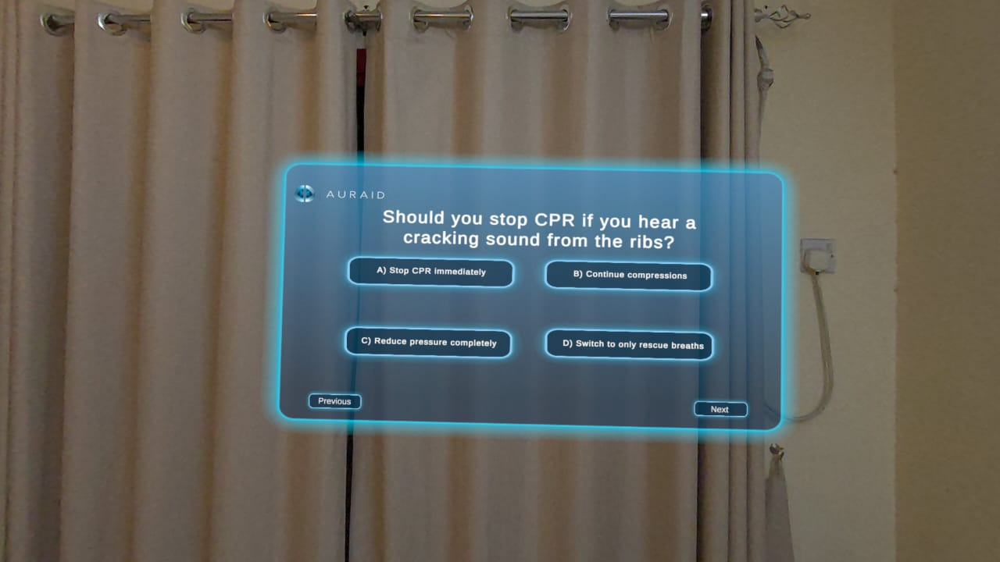 AURAID
Should you stop CPR if you hear a
cracking sound from the ribs?
A) Stop CPR immediately
B) Continue compressions
C) Reduce pressure completely
D) Switch to only rescue breaths
Previous
Next